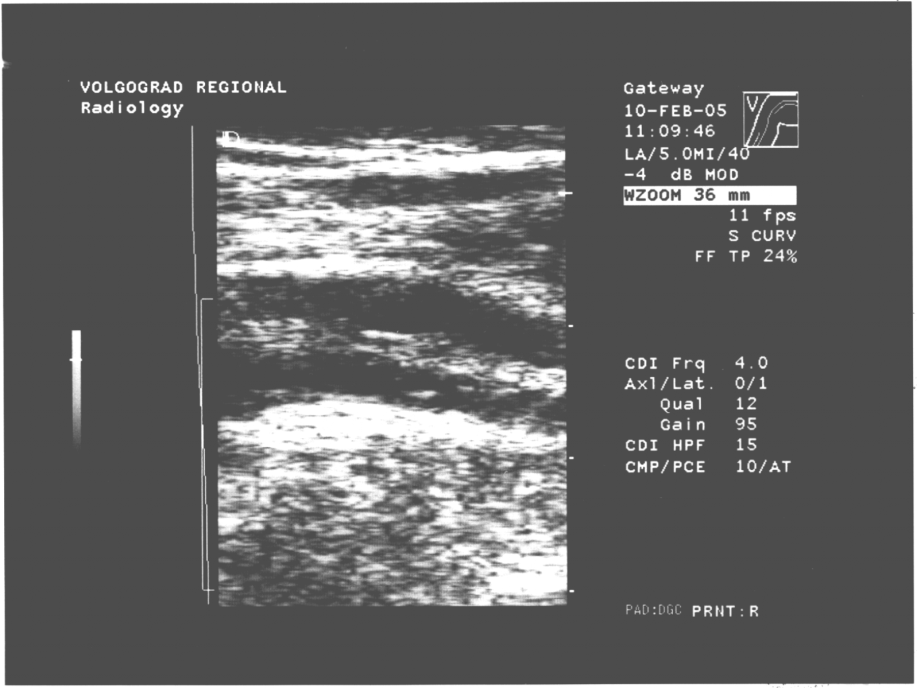 VOLGOGRAD REGIONAL
Radiology
Gateway
10-FEB-05
11:09:46
LA/5.0MI/40
-4 dB MOD
WZOOM 36 mm
11 fps
S CURV
FF TP 24%
CDI Frq 4.0
Axl/Lat. 0/1
Qual 12
Gain 95
CDI HPF 15
CMP/PCE 10/AT
PAD:DGC PRNT:R